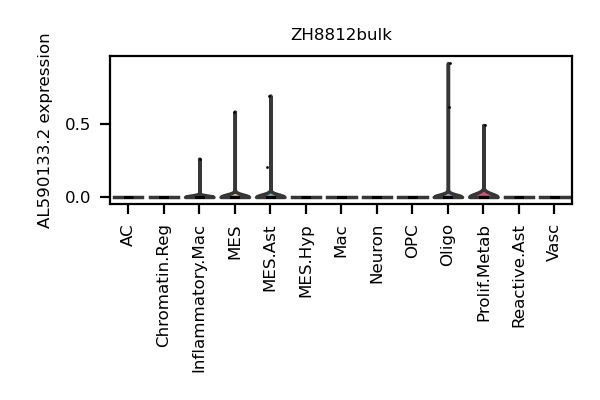 ZH8812bulk
AL590133.2 expression
0.5
0.0
AC
Chromatin.Reg
Inflammatory.Mac
MES
MES.Ast
MES.Hyp
Mac
Neuron
OPC
Oligo
Prolif.Metab
Reactive.Ast
Vasc